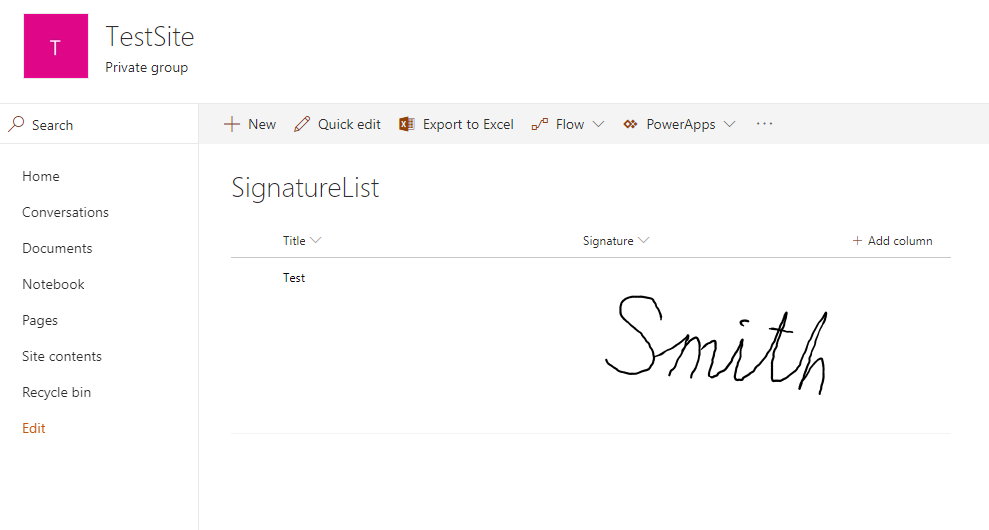 T
TestSite
Private group
Search
New Quick edit Export to Excel Flow PowerApps ...
Home
Conversations
Documents
Notebook
Pages
Site contents
Recycle bin
Edit
SignatureList
Title Signature + Add column
Test
Smith